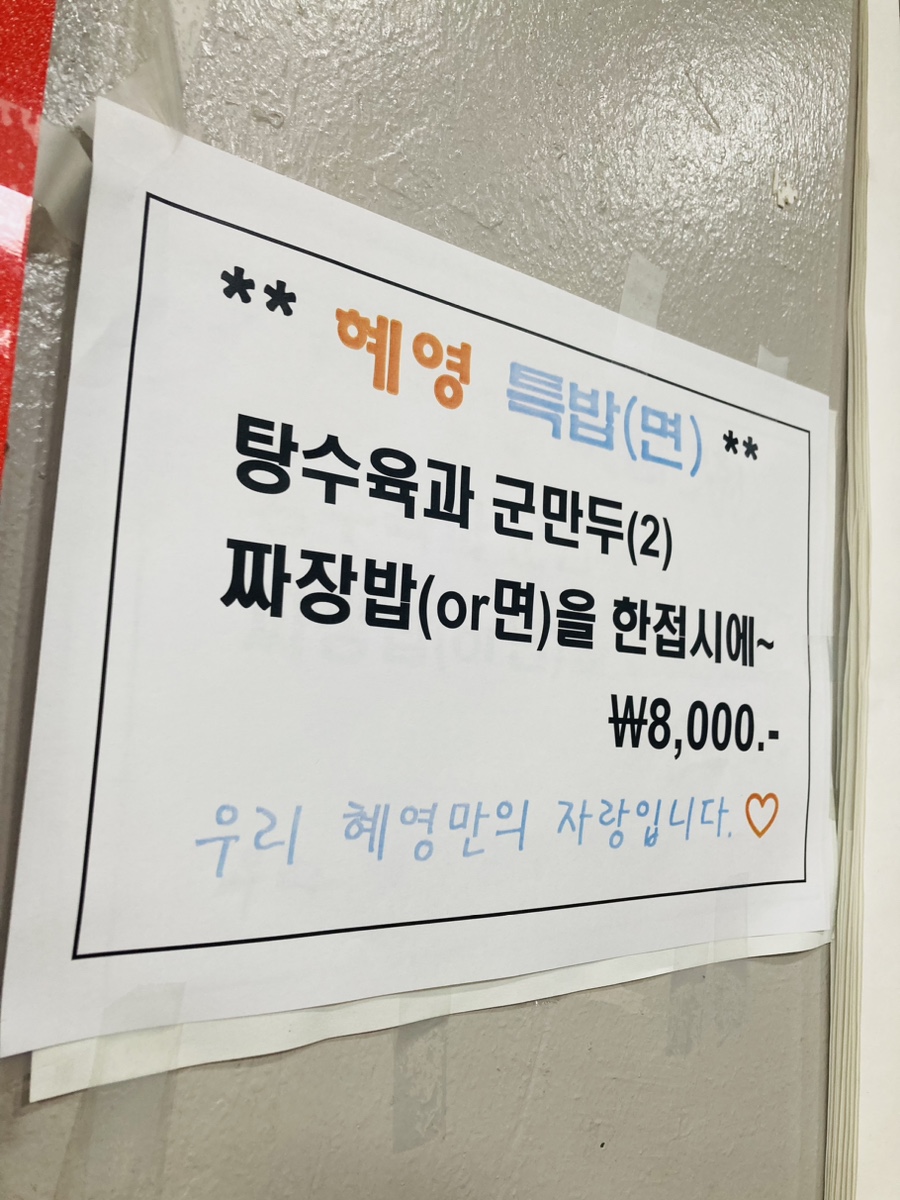 ** 혜영 특밥(면) **
탕수육과 군만두(2)
짜장밥(or면)을 한접시에~
₩8,000.-
우리 혜영만의 자랑입니다.♡